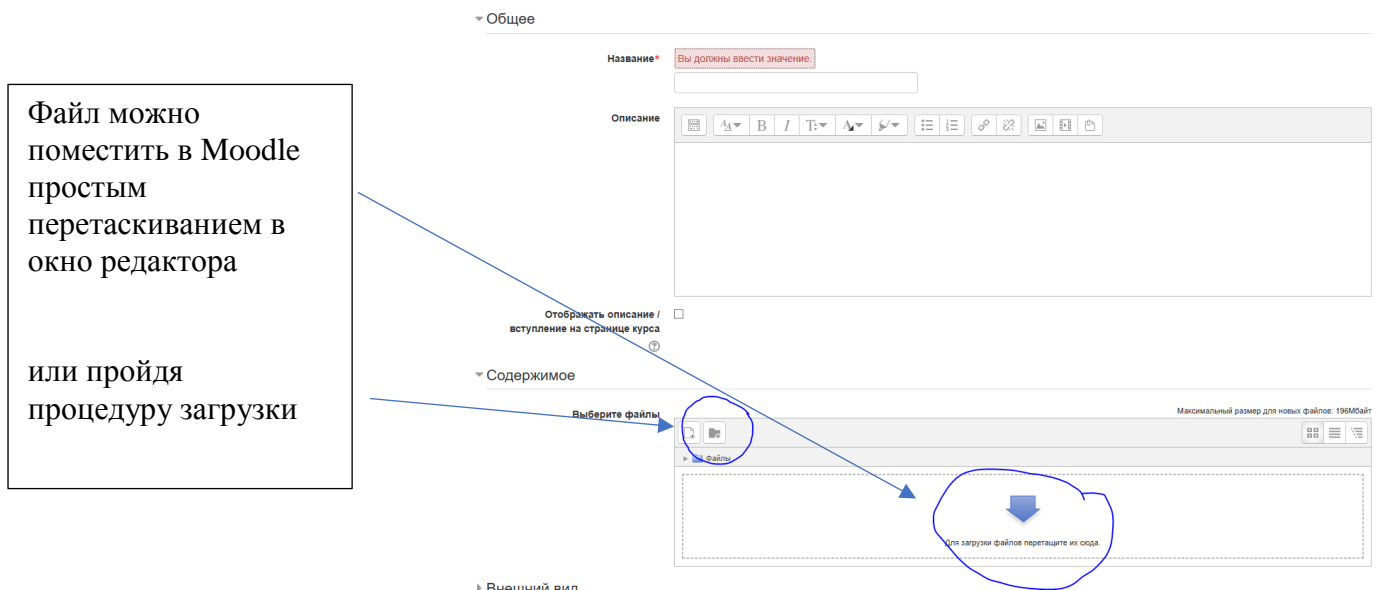 Общее
Название*
Вы должны ввести значение.
Файл можно
поместить в Moodle
простым
перетаскиванием в
окно редактора
или пройдя
процедуру загрузки
Описание
Отображать описание /
вступление на странице курса
Содержимое
Выберите файлы
Максимальный размер для новых файлов: 196Мбайт
Файлы
Для загрузки файлов перетащите их сюда.
Внешний вид